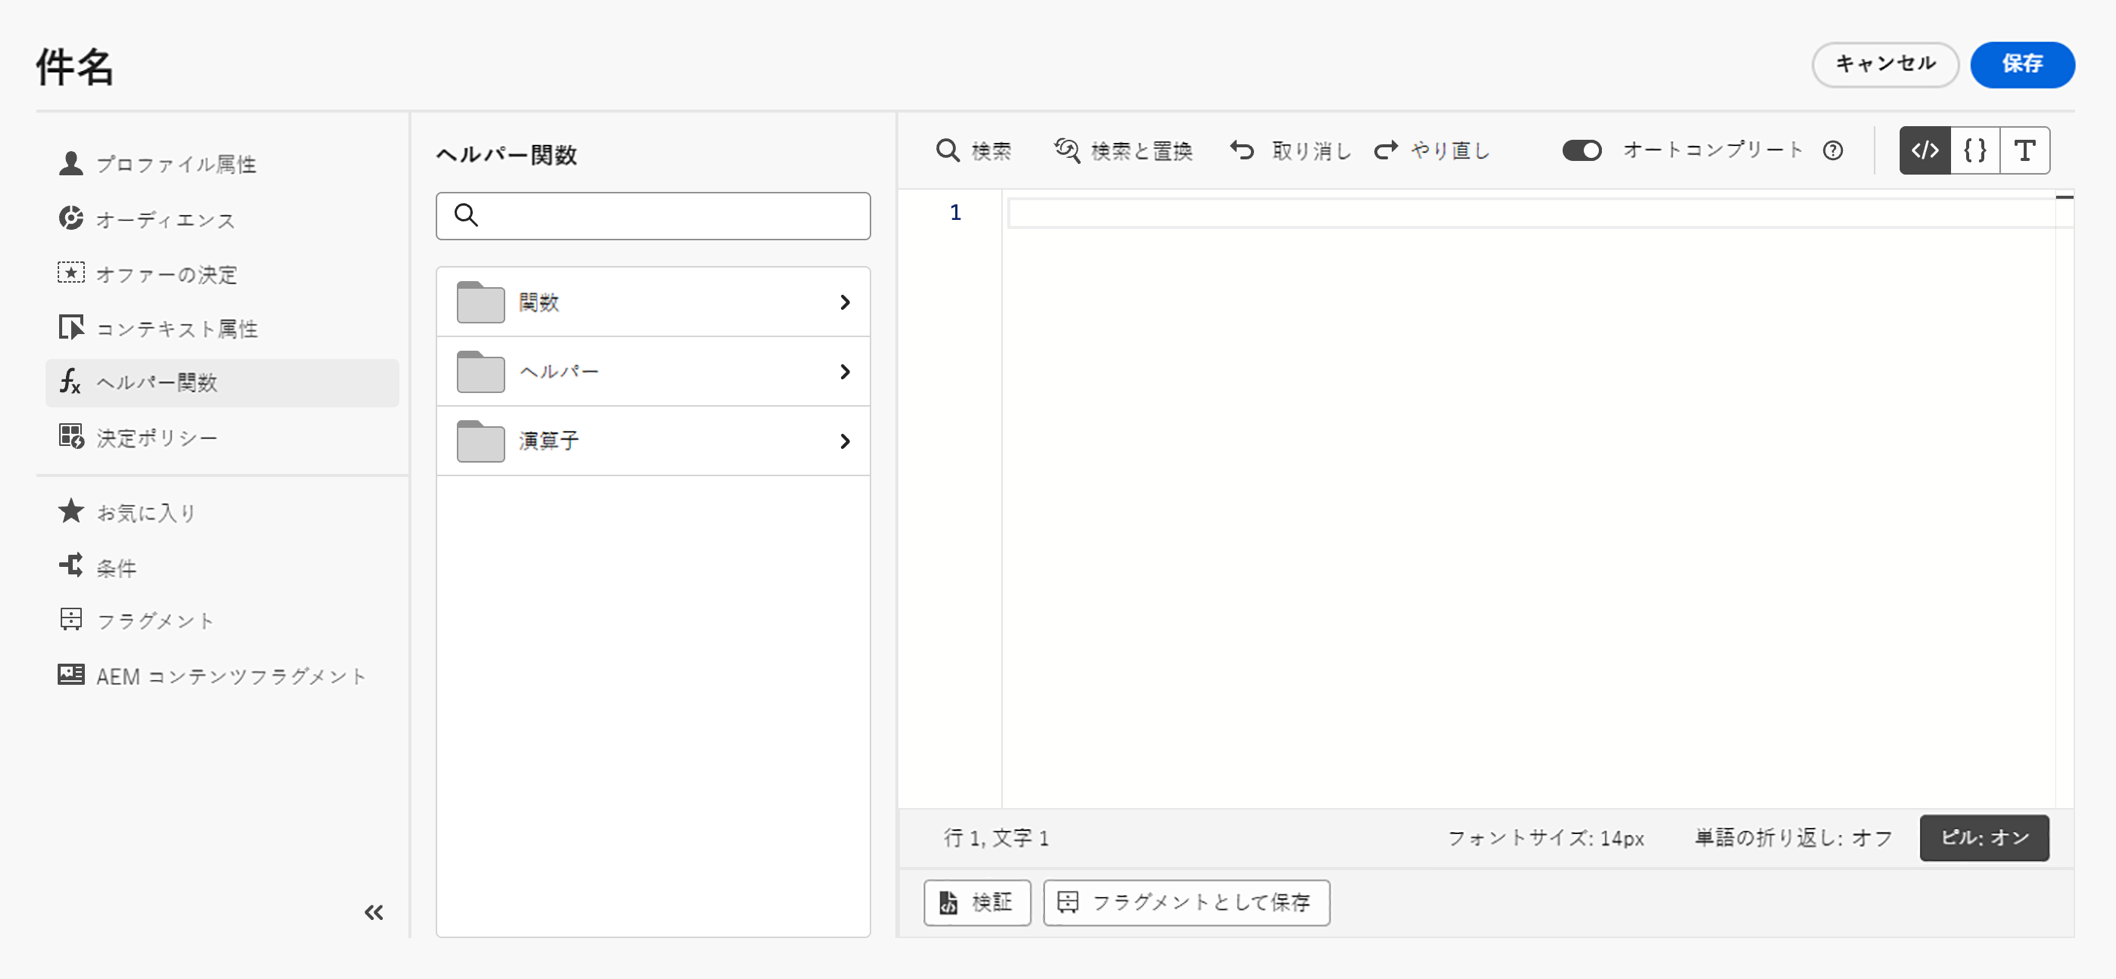 件名
キャンセル
保存
プロファイル属性
オーディエンス
オファーの決定
コンテキスト属性
ヘルパー関数
決定ポリシー
お気に入り
条件
フラグメント
AEM コンテンツフラグメント
ヘルパー関数
関数
ヘルパー
演算子
検索
検索と置換
取り消し
やり直し
オートコンプリート
1
行 1, 文字 1
フォントサイズ: 14px
単語の折り返し: オフ
ピル: オン
検証
フラグメントとして保存